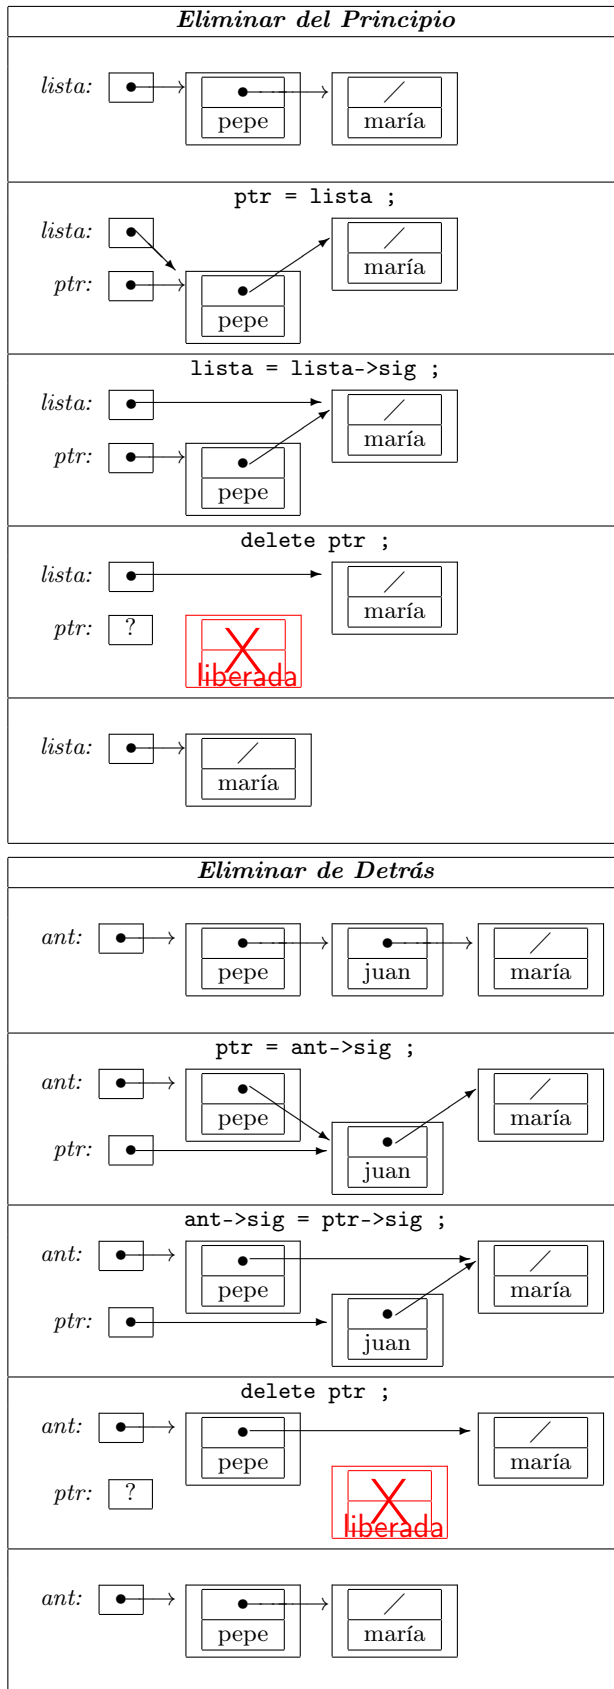 Eliminar del Principio
lista:
pepe
maría
ptr = lista ;
lista:
maría
ptr:
pepe
lista = lista->sig ;
lista:
maría
ptr:
pepe
delete ptr ;
lista:
maría
ptr: ?
X
liberada
lista:
maría
Eliminar de Detrás
ant:
pepe
juan
maría
ptr = ant->sig ;
ant:
pepe
maría
ptr:
juan
ant->sig = ptr->sig ;
ant:
pepe
maría
ptr:
juan
delete ptr ;
ant:
pepe
maría
ptr: ?
X
liberada
ant:
pepe
maría